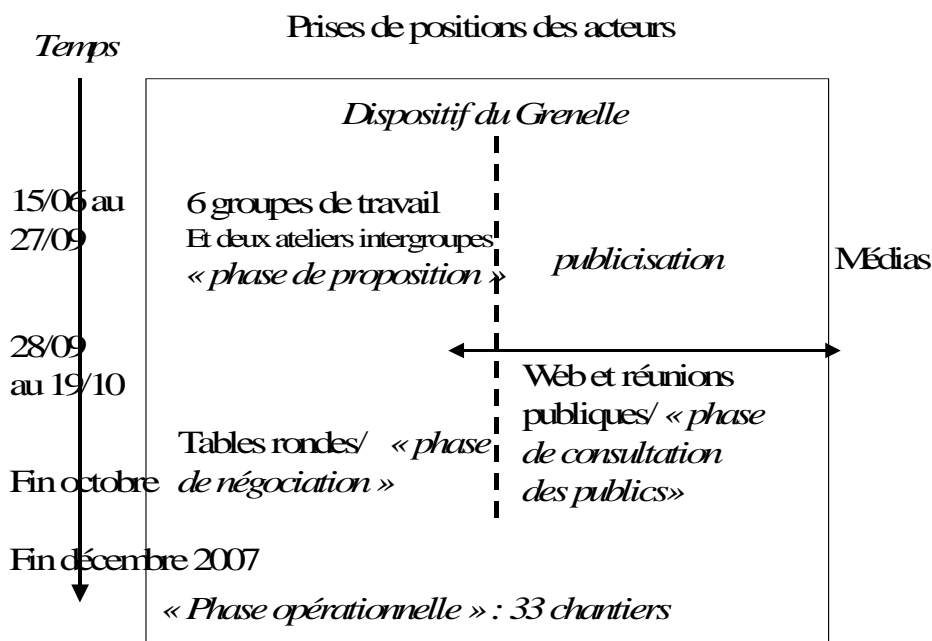 Prises de positions des acteurs
Temps
Dispositif du Grenelle
15/06 au
27/09
6 groupes de travail
Et deux ateliers intergroupes
« phase de proposition »
publicisation
Médias
28/09
au 19/10
Web et réunions
publiques/ « phase
de consultation
des publics»
Tables rondes/ « phase
de négociation »
Fin octobre
Fin décembre 2007
« Phase opérationnelle » : 33 chantiers